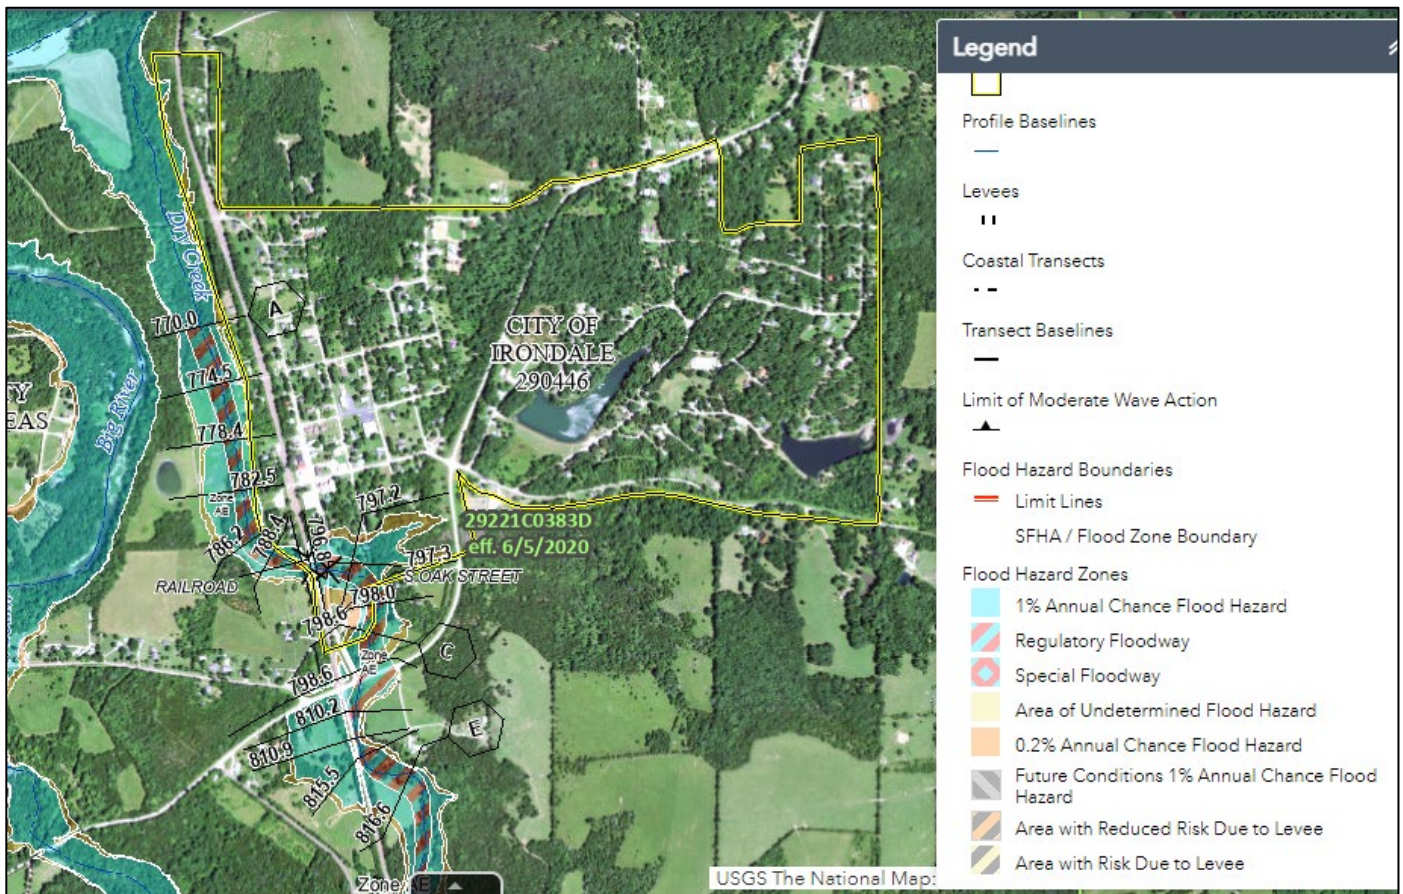 Legend
Profile Baselines
Levees
Coastal Transects
Transect Baselines
Limit of Moderate Wave Action
Flood Hazard Boundaries
Limit Lines
SFHA / Flood Zone Boundary
Flood Hazard Zones
1% Annual Chance Flood Hazard
Regulatory Floodway
Special Floodway
Area of Undetermined Flood Hazard
0.2% Annual Chance Flood Hazard
Future Conditions 1% Annual Chance Flood
Hazard
Area with Reduced Risk Due to Levee
Area with Risk Due to Levee
Dry Creek
A
770.0
CITY OF
IRONDALE
290446
774.5
TY
EAS
Big River
778.4
782.5
Zone
AE
797.2
29221C0383D
eff. 6/5/2020
786.2
788.4
796.8
797.3
RAILROAD
S OAK STREET
798.0
798.6
C
Zone
AE
798.6
810.2
E
810.9
815.5
816.6
Zone AE
USGS The National Map: